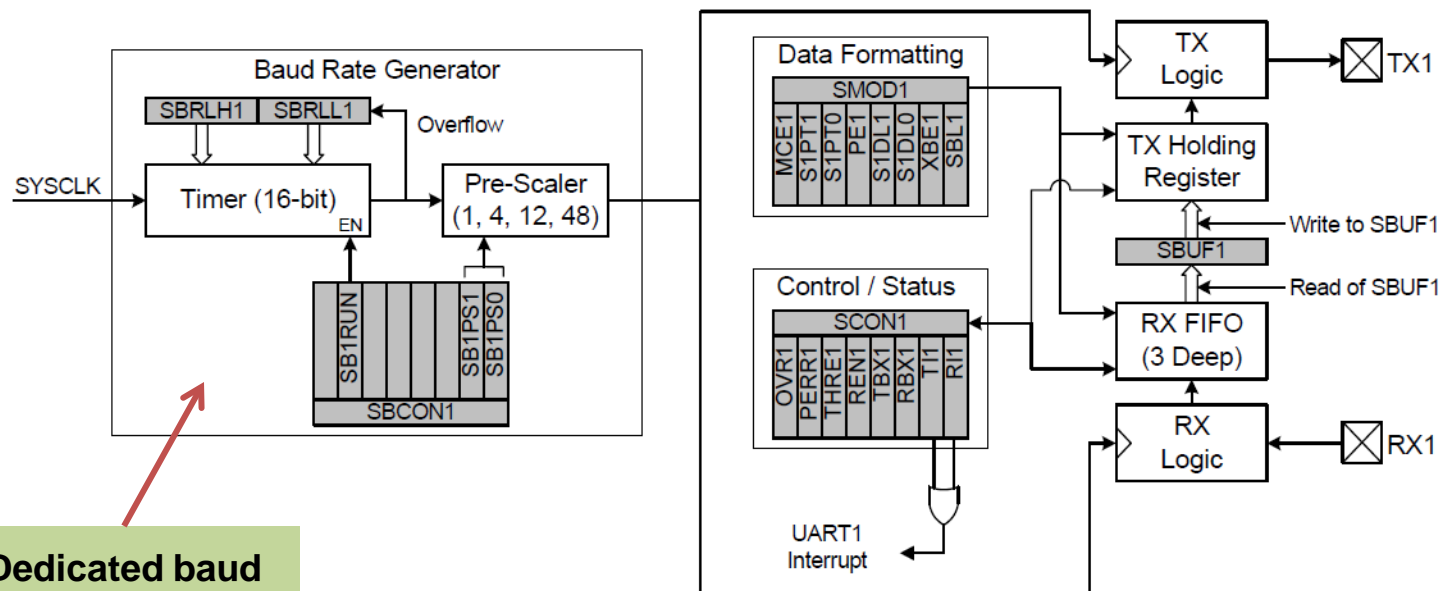 Baud Rate Generator
SBRLH1
SBRLL1
Overflow
SYSCLK
Timer (16-bit)
EN
Pre-Scaler
(1, 4, 12, 48)
SB1RUN
SB1PS1
SB1PS0
SBCON1
Dedicated baud
Data Formatting
SMOD1
MCE1
S1PT1
S1PT0
PE1
S1DL1
S1DL0
XBE1
SBL1
Control / Status
SCON1
OVR1
PERR1
THRE1
REN1
TBX1
RBX1
TI1
RI1
UART1
Interrupt
TX
Logic
TX1
TX Holding
Register
Write to SBUF1
SBUF1
Read of SBUF1
RX FIFO
(3 Deep)
RX
Logic
RX1